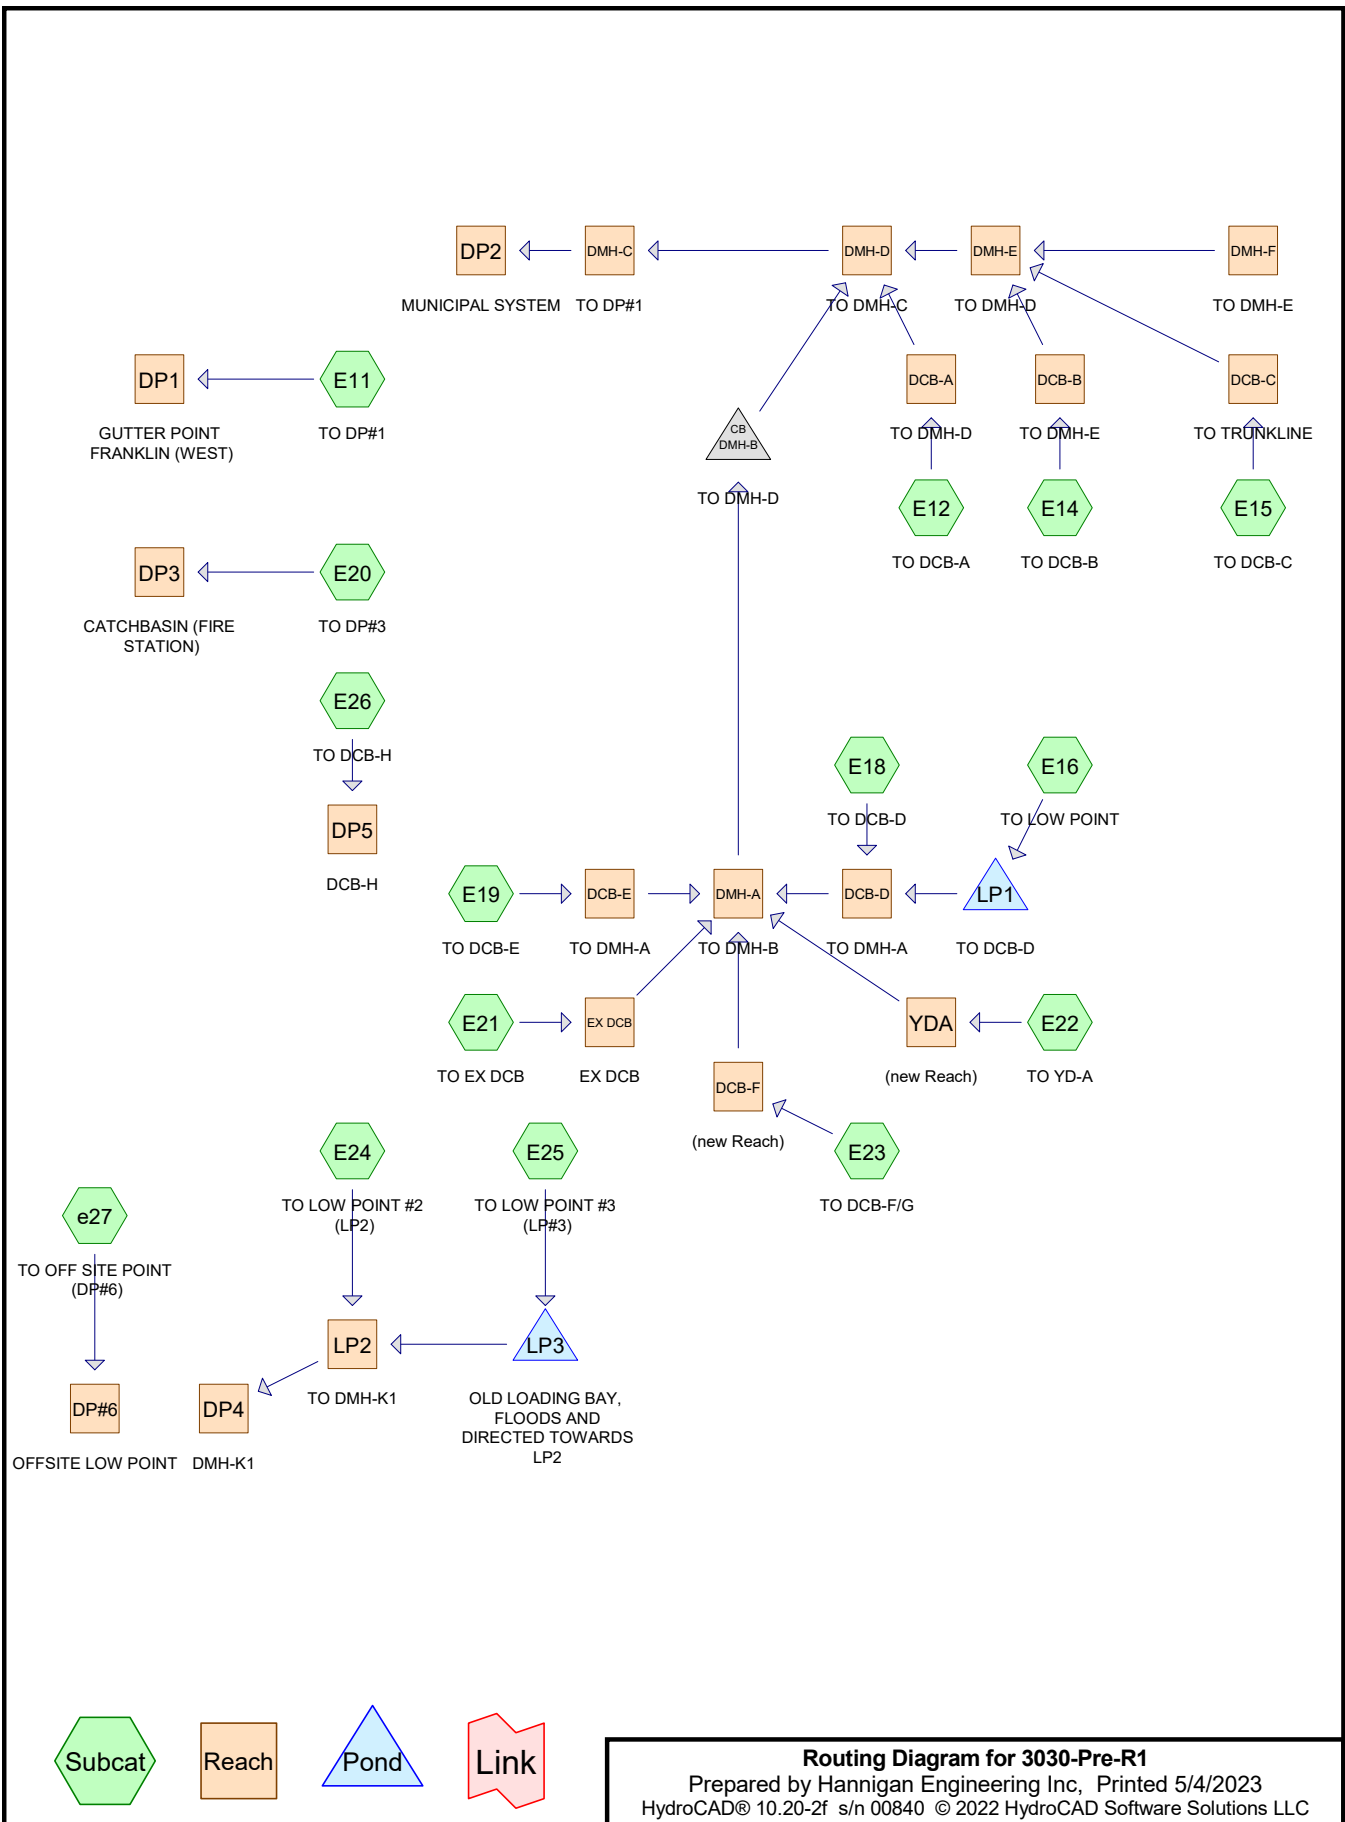 DP2
DMH-C
DMH-D
DMH-E
DMH-F
MUNICIPAL SYSTEM
TO DP#1
TO DMH-C
TO DMH-D
TO DMH-E
DP1
E11
DCB-A
DCB-B
DCB-C
GUTTER POINT
FRANKLIN (WEST)
TO DP#1
CB
DMH-B
TO DMH-D
TO DMH-E
TO TRUNKLINE
TO DMH-D
E12
E14
E15
TO DCB-A
TO DCB-B
TO DCB-C
DP3
E20
CATCHBASIN (FIRE
STATION)
TO DP#3
E26
TO DCB-H
DP5
DCB-H
E18
E16
TO DCB-D
TO LOW POINT
E19
DCB-E
DMH-A
DCB-D
LP1
TO DCB-E
TO DMH-A
TO DMH-B
TO DMH-A
TO DCB-D
E21
EX DCB
YDA
E22
TO EX DCB
EX DCB
(new Reach)
TO YD-A
DCB-F
(new Reach)
E23
TO DCB-F/G
E24
E25
TO LOW POINT #2
(LP2)
TO LOW POINT #3
(LP#3)
e27
TO OFF SITE POINT
(DP#6)
LP2
LP3
TO DMH-K1
OLD LOADING BAY,
FLOODS AND
DIRECTED TOWARDS
LP2
DP#6
DP4
OFFSITE LOW POINT
DMH-K1
Subcat
Reach
Pond
Link
Routing Diagram for 3030-Pre-R1
Prepared by Hannigan Engineering Inc, Printed 5/4/2023
HydroCAD® 10.20-2f s/n 00840 © 2022 HydroCAD Software Solutions LLC